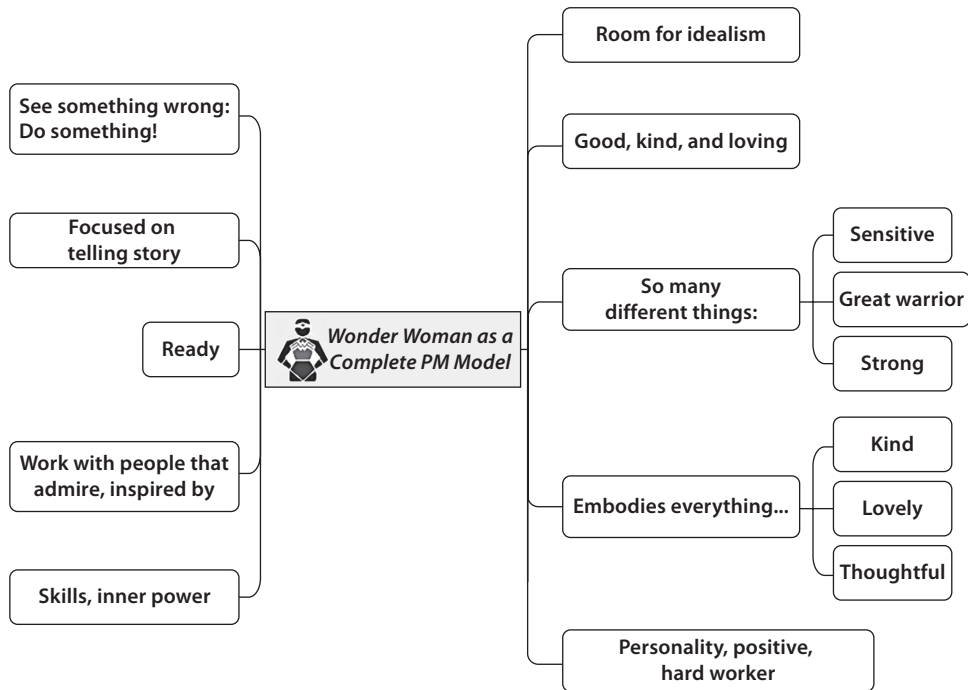 Wonder Woman as a
Complete PM Model
See something wrong:
Do something!
Focused on
telling story
Ready
Work with people that
admire, inspired by
Skills, inner power
Room for idealism
Good, kind, and loving
So many
different things:
Sensitive
Great warrior
Strong
Embodies everything...
Kind
Lovely
Thoughtful
Personality, positive,
hard worker